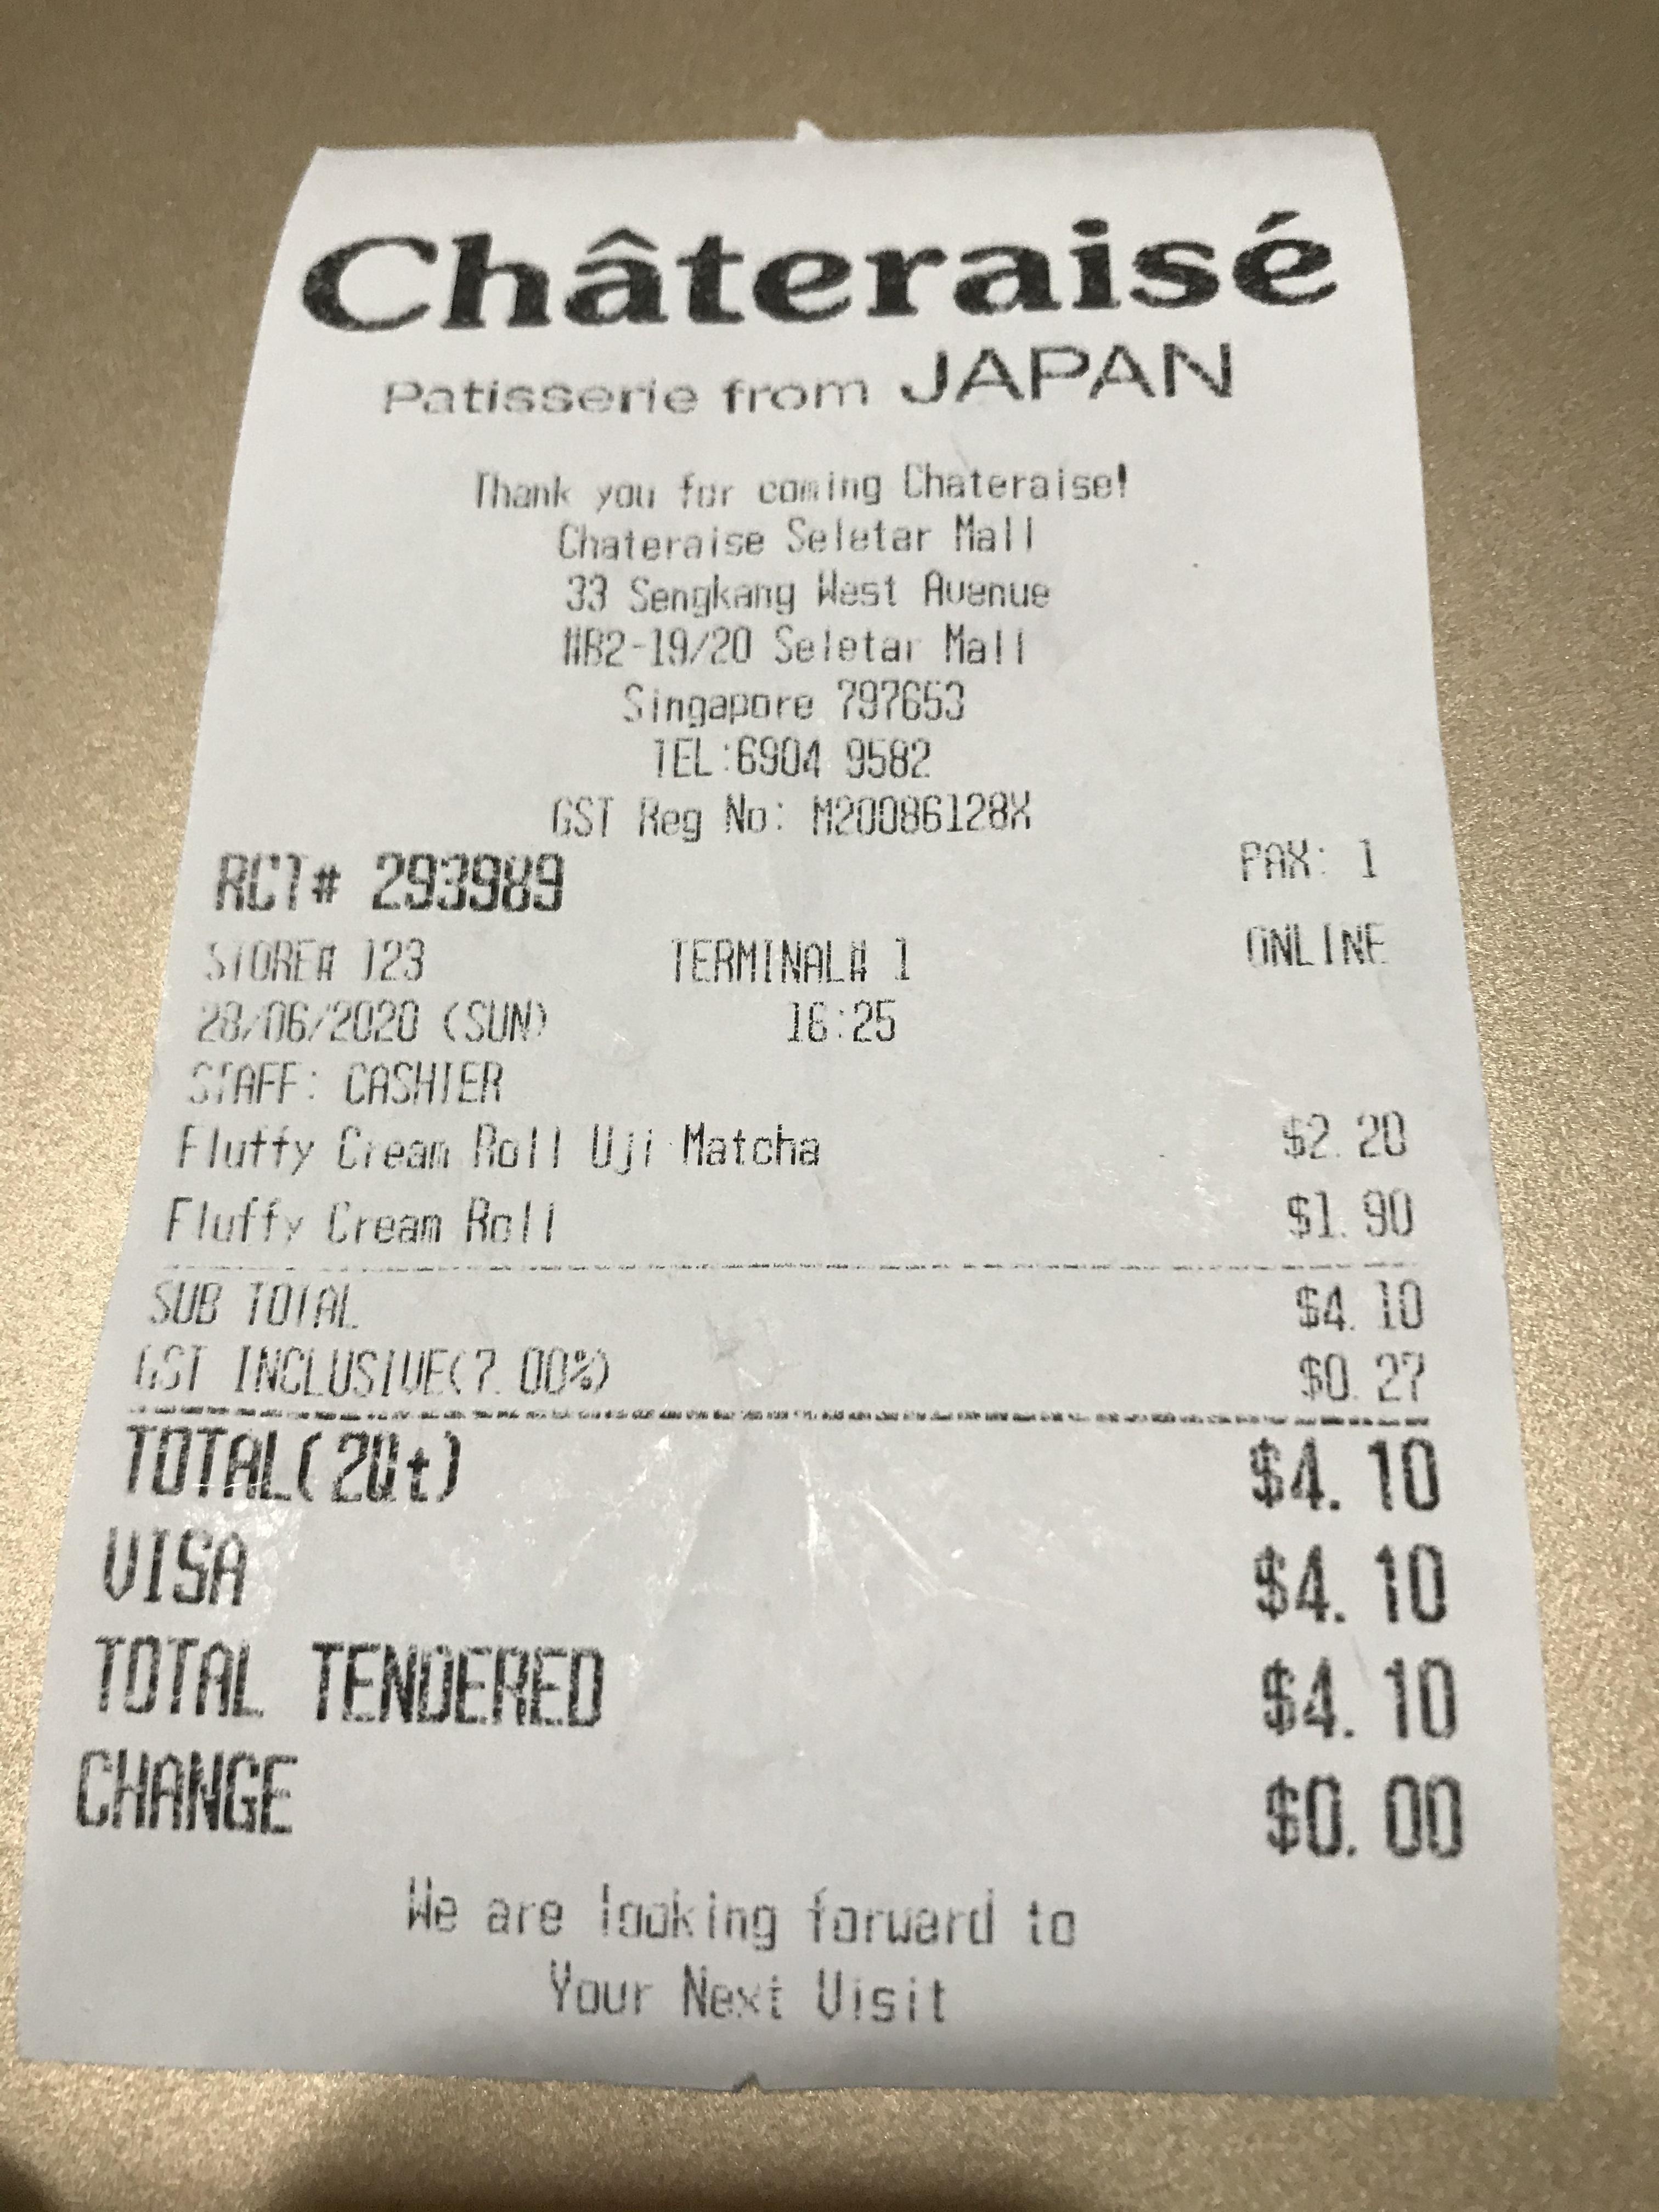 Châteraisé
Patisserie from JAPAN
Thank you for coming Chateraise!
Chateraise Seletar Mall
33 Sengkang West Avenue
#B2-19/20 Seletar Mall
Singapore 797653
TEL:6904 9582
GST Reg No: M20086128X
PAX: 1
RCT# 293989
STORE# 123 TERMINAL# 1 ONLINE
28/06/2020 (SUN) 16:25
STAFF: CASHIER
Fluffy Cream Roll Uji Matcha $2.20
Fluffy Cream Roll $1.90
SUB TOTAL $4.10
GST INCLUSIVE(7.00%) $0.27
TOTAL(2Qt) $4.10
VISA $4.10
TOTAL TENDERED $4.10
CHANGE $0.00
We are looking forward to
Your Next Visit